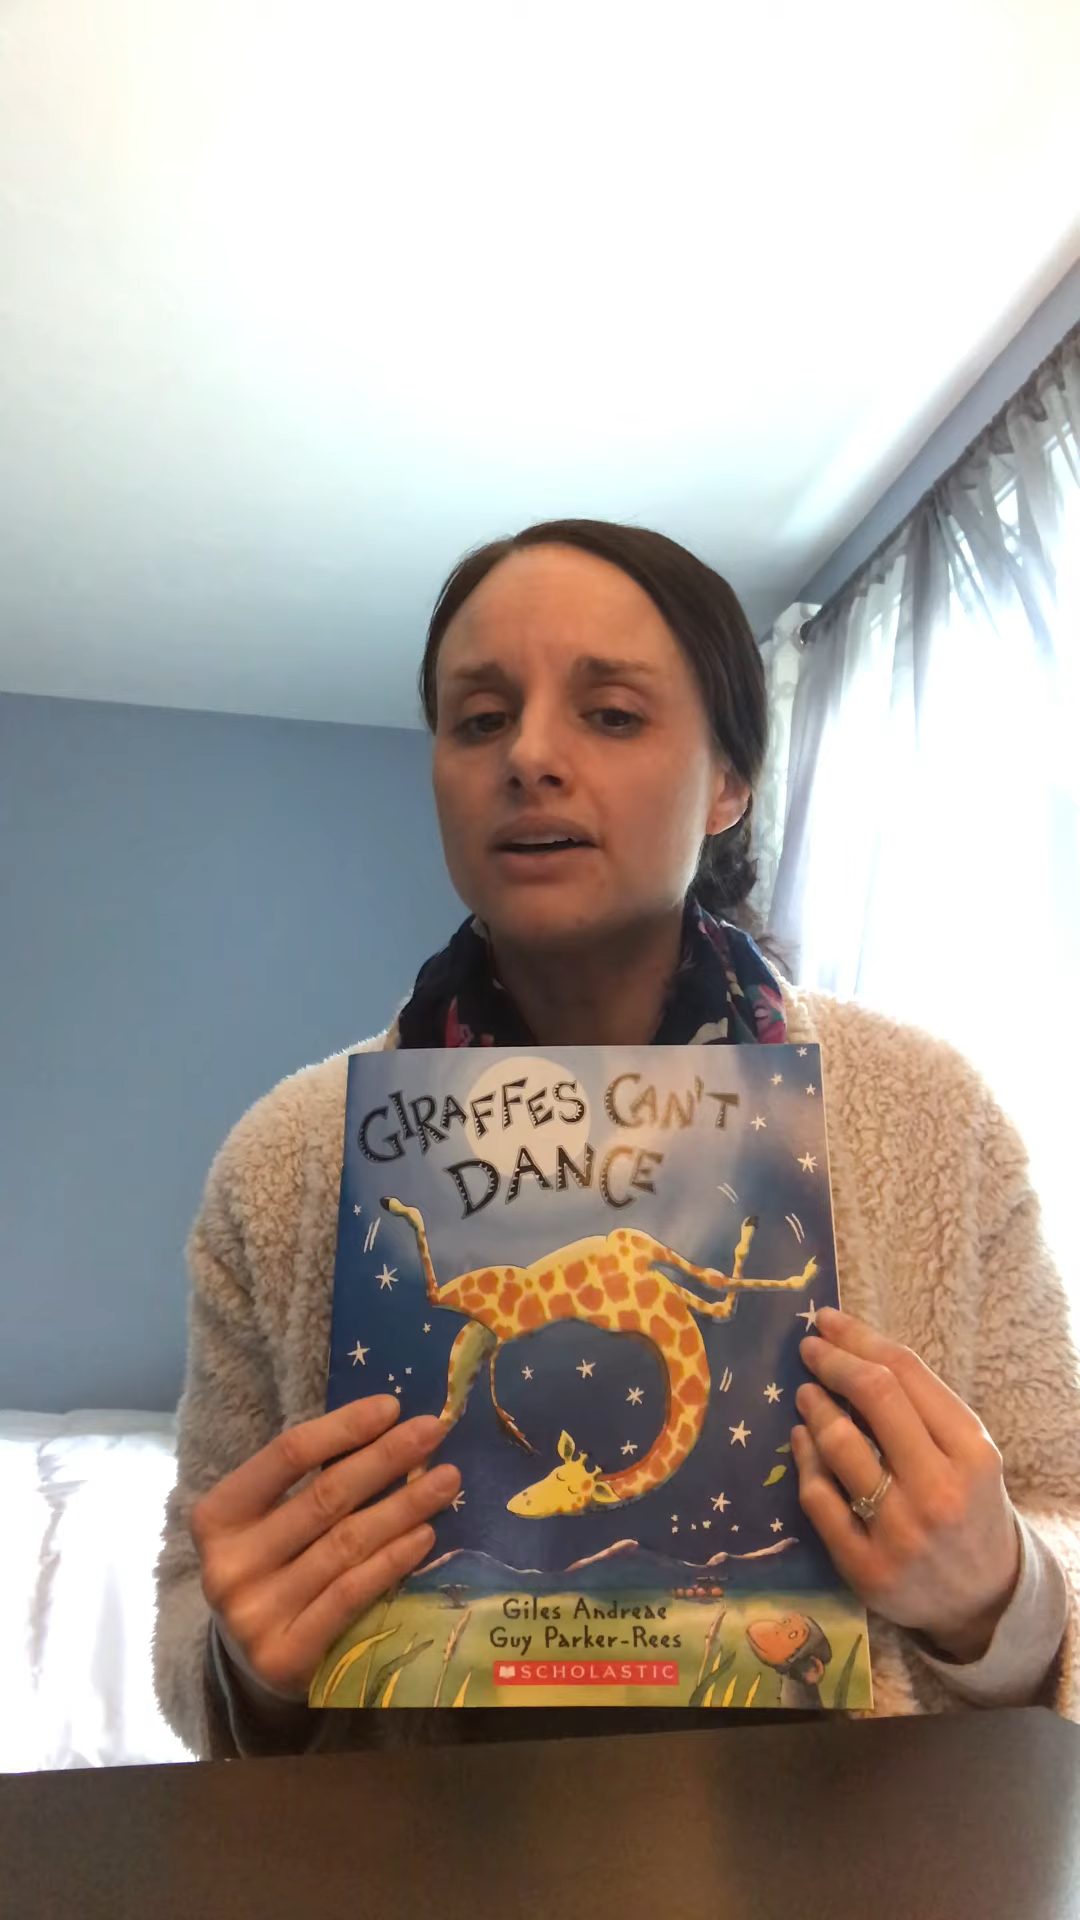 GIRAFFES CAN'T
DANCE
Giles Andreae
Guy Parker-Rees
SCHOLASTIC